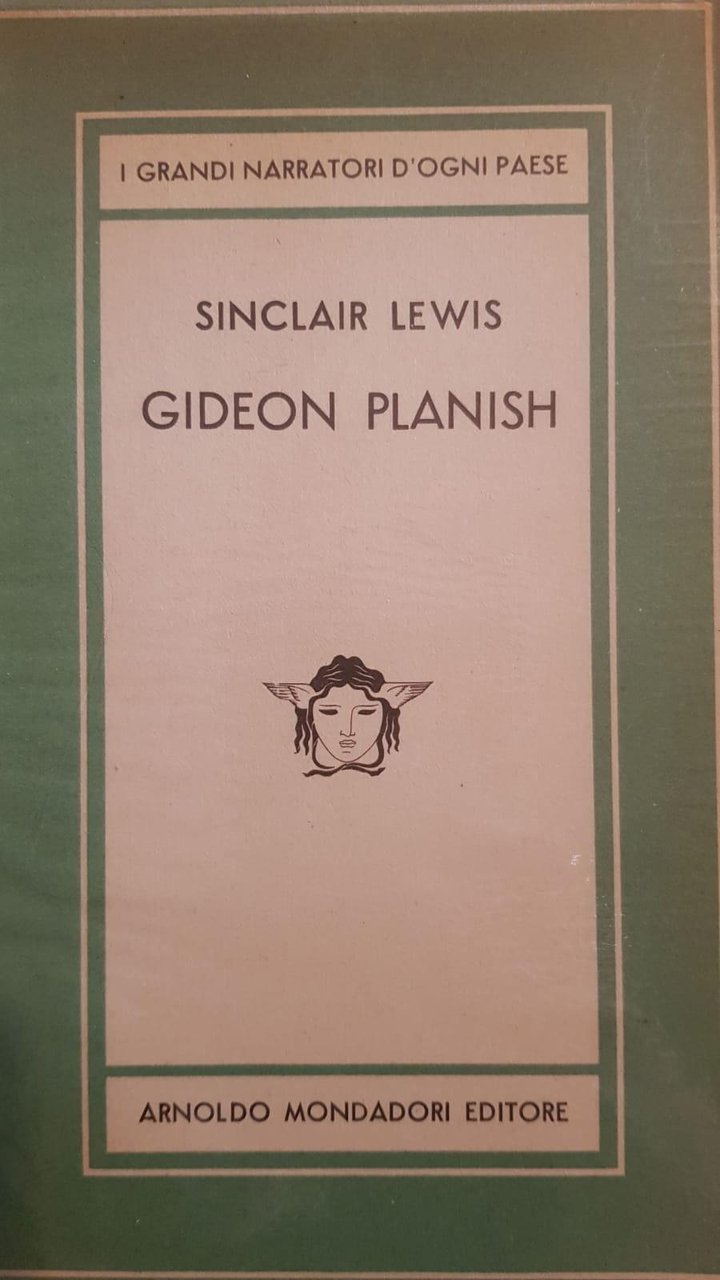 I GRANDI NARRATORI D'OGNI PAESE
SINCLAIR LEWIS
GIDEON PLANISH
ARNOLDO MONDADORI EDITORE